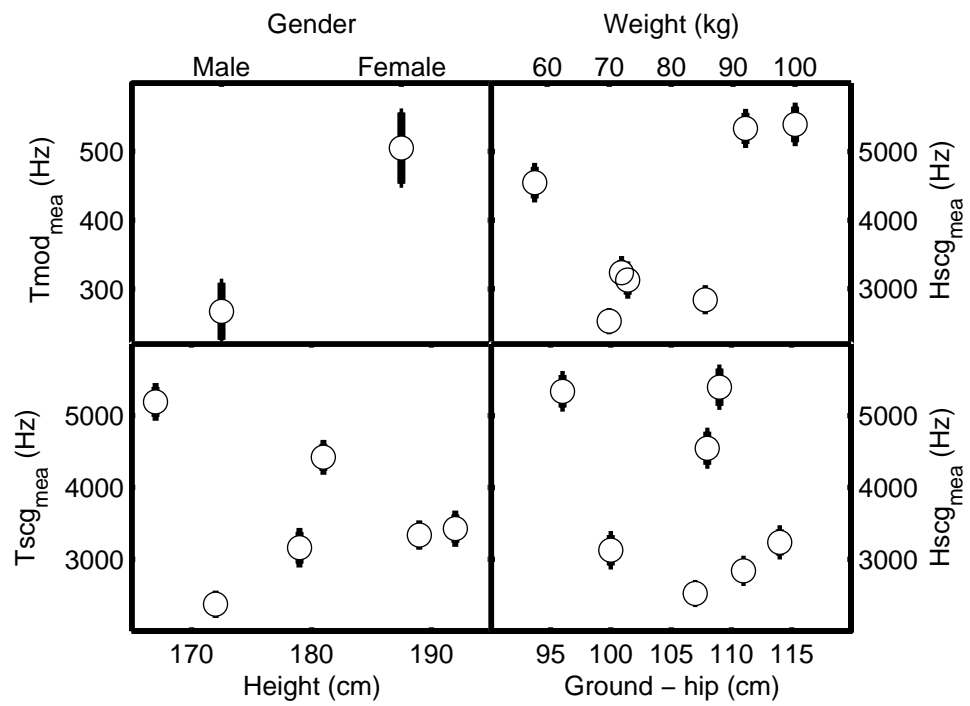 Gender Weight (kg)
Male Female 60 70 80 90 100
Tmod_mea (Hz)
500
400
300
5000
4000
3000
Hscg_mea (Hz)
Tscg_mea (Hz)
5000
4000
3000
5000
4000
3000
Hscg_mea (Hz)
170 180 190 95 100 105 110 115
Height (cm) Ground − hip (cm)